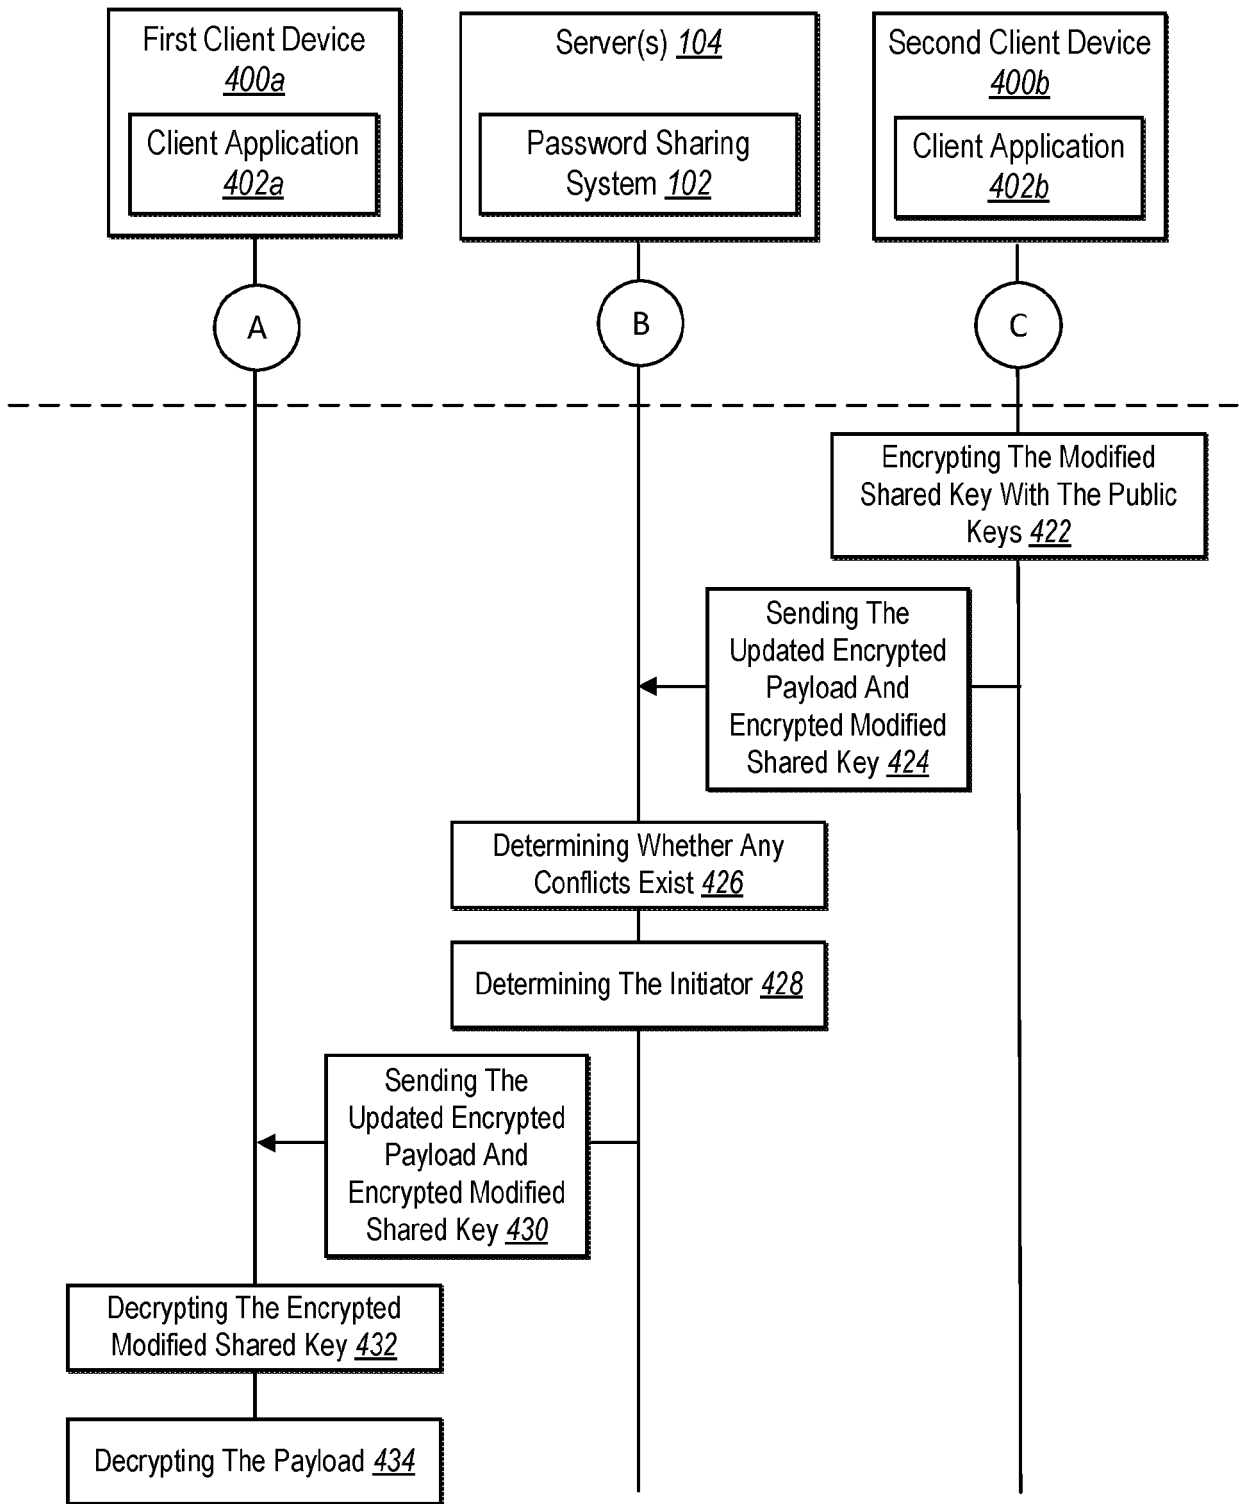 First Client Device
400a
Client Application
402a
Server(s) 104
Password Sharing
System 102
Second Client Device
400b
Client Application
402b
A
B
C
Encrypting The Modified
Shared Key With The Public
Keys 422
Sending The
Updated Encrypted
Payload And
Encrypted Modified
Shared Key 424
Determining Whether Any
Conflicts Exist 426
Determining The Initiator 428
Sending The
Updated Encrypted
Payload And
Encrypted Modified
Shared Key 430
Decrypting The Encrypted
Modified Shared Key 432
Decrypting The Payload 434